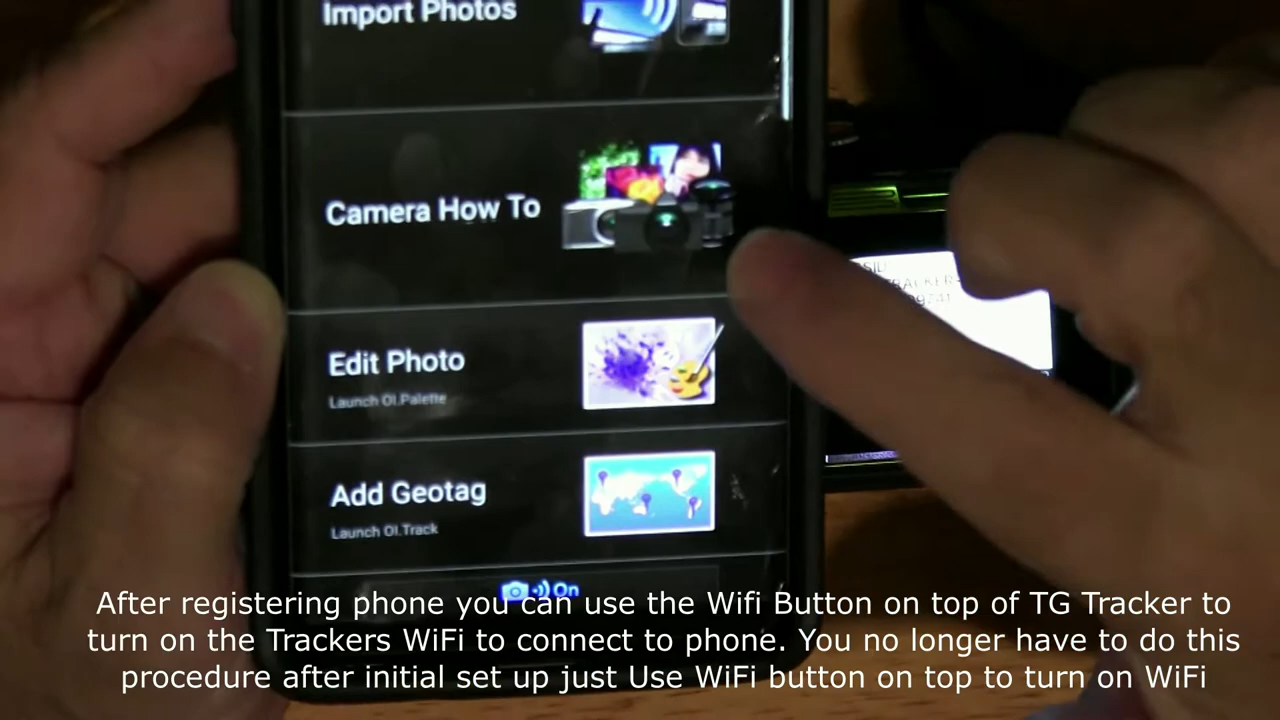 Import Photos
Camera How To
Edit Photo
Launch OI.Palette
Add Geotag
Launch OI.Track
On
After registering phone you can use the Wifi Button on top of TG Tracker to
turn on the Trackers WiFi to connect to phone. You no longer have to do this
procedure after initial set up just Use WiFi button on top to turn on WiFi